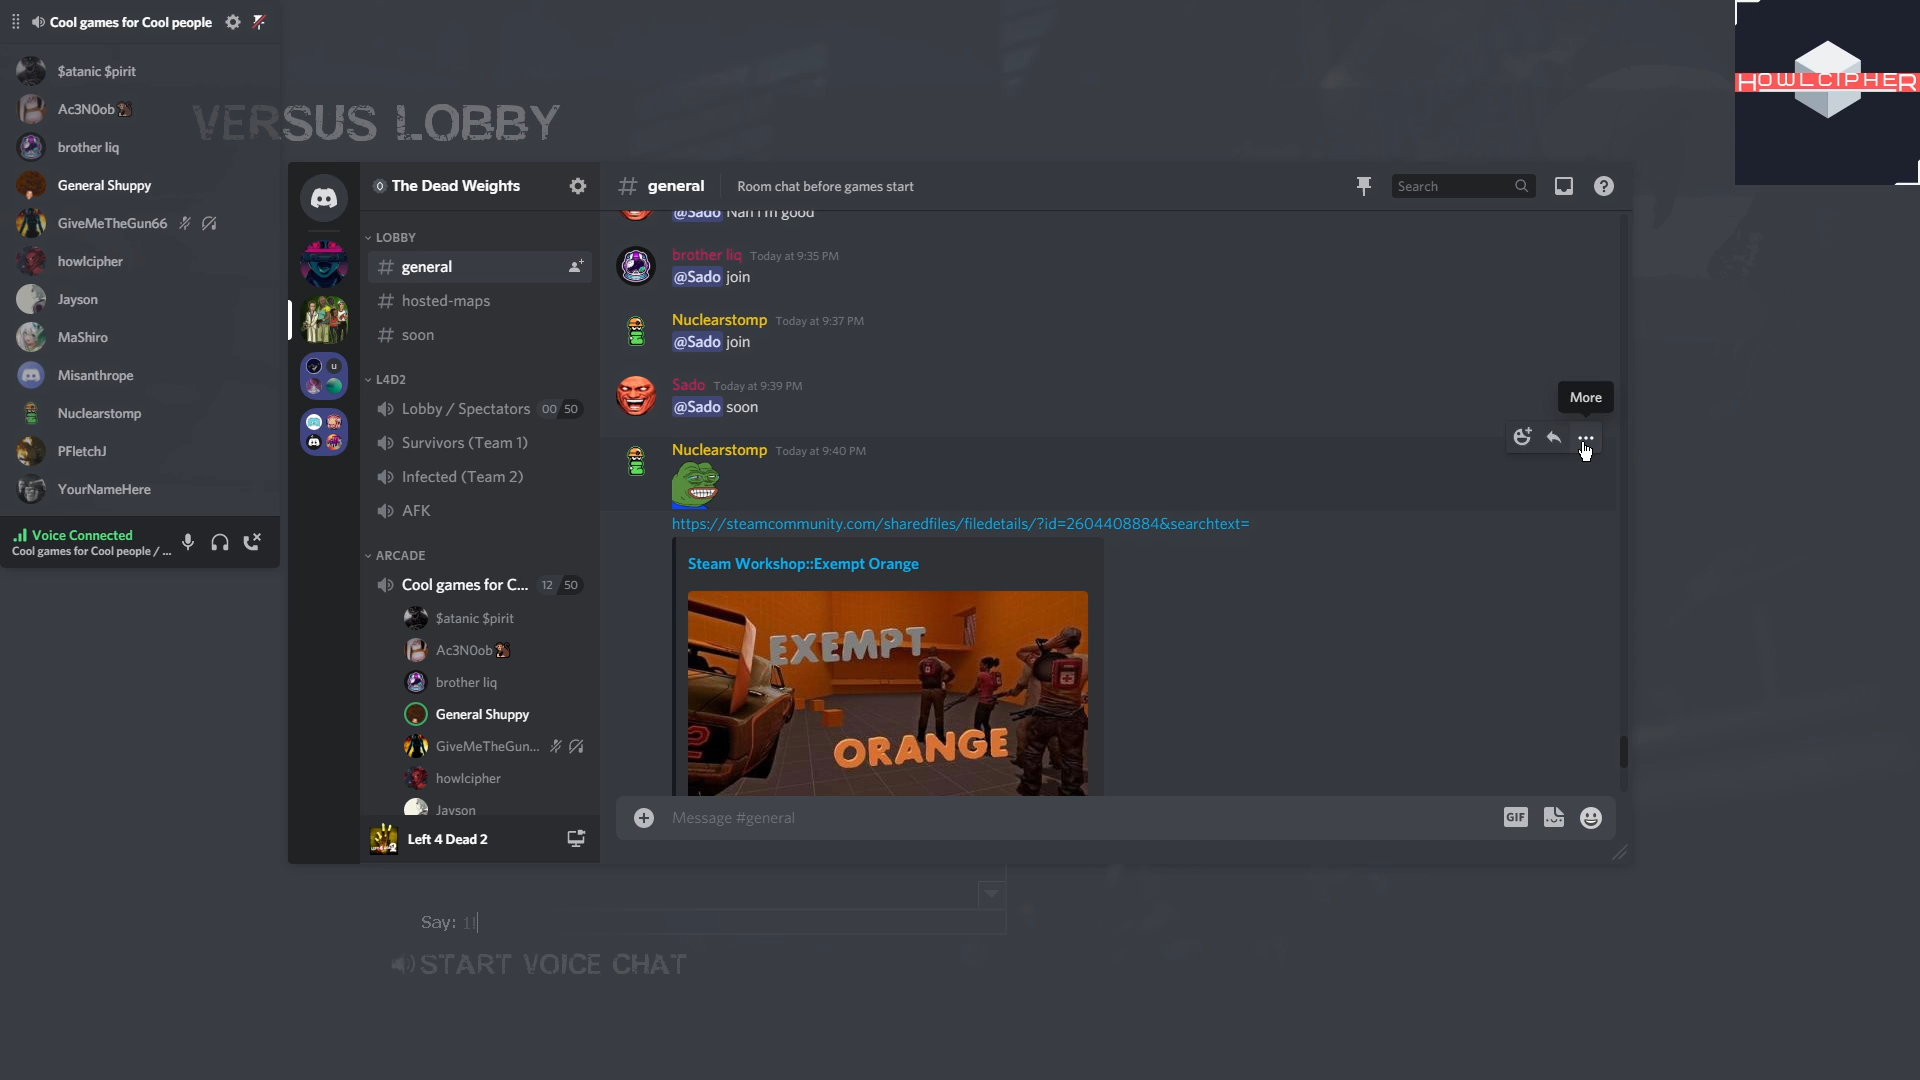 Cool games for Cool people
$atanic $pirit
Ac3N0ob
brother liq
General Shuppy
GiveMeTheGun66
howlcipher
Jayson
MaShiro
Misanthrope
Nuclearstomp
PFletchJ
YourNameHere
Voice Connected
Cool games for Cool people / ...
VERSUS LOBBY
The Dead Weights
LOBBY
general
hosted-maps
soon
L4D2
Lobby / Spectators 00 50
Survivors (Team 1)
Infected (Team 2)
AFK
ARCADE
Cool games for C... 12 50
$atanic $pirit
Ac3N0ob
brother liq
General Shuppy
GiveMeTheGun...
howlcipher
Jayson
Left 4 Dead 2
# general
Room chat before games start
Search
@Sado Nah I'm good
brother liq Today at 9:35 PM
@Sado join
Nuclearstomp Today at 9:37 PM
@Sado join
Sado Today at 9:39 PM
@Sado soon
More
Nuclearstomp Today at 9:40 PM
https://steamcommunity.com/sharedfiles/filedetails/?id=2604408884&searchtext=
Steam Workshop::Exempt Orange
EXEMPT
ORANGE
Message #general
GIF
Say: 1!
START VOICE CHAT
HOWLCIPHER